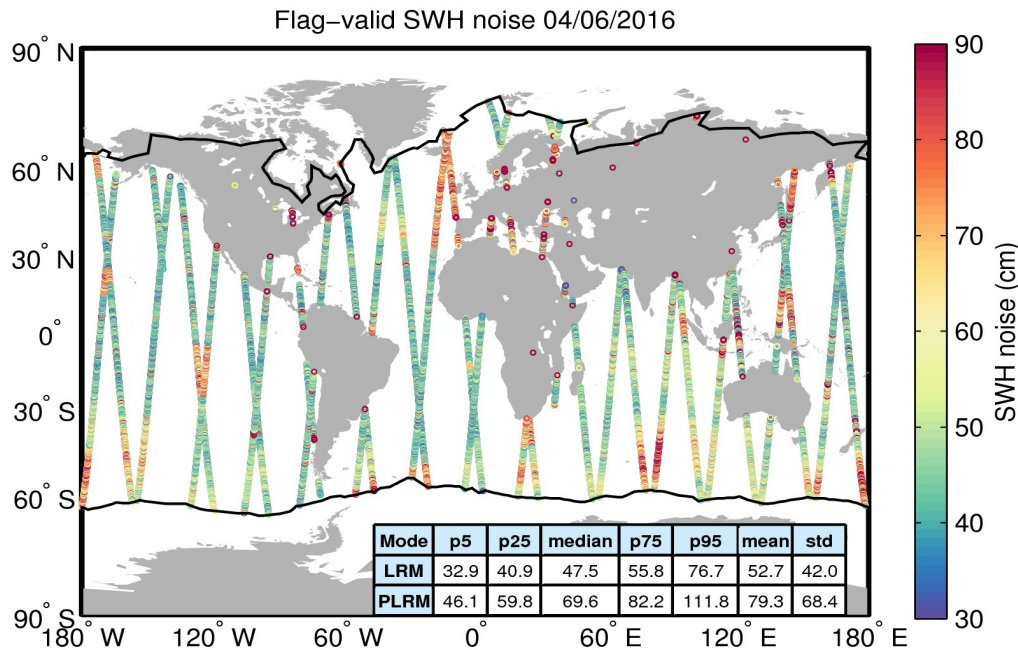 Flag–valid SWH noise 04/06/2016
90° N
60° N
30° N
0°
30° S
60° S
90° S
180° W
120° W
60° W
0°
60° E
120° E
180° E
Mode p5 p25 median p75 p95 mean std
LRM 32.9 40.9 47.5 55.8 76.7 52.7 42.0
PLRM 46.1 59.8 69.6 82.2 111.8 79.3 68.4
90
80
70
60
50
40
30
SWH noise (cm)